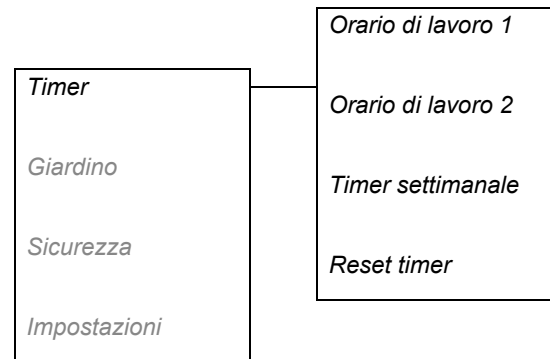 Timer
Giardino
Sicurezza
Impostazioni
Orario di lavoro 1
Orario di lavoro 2
Timer settimanale
Reset timer